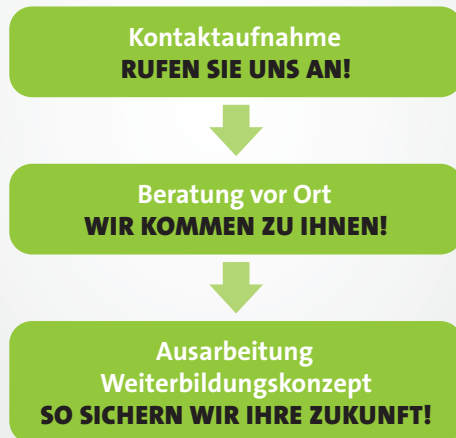 Kontaktaufnahme
RUFEN SIE UNS AN!
Beratung vor Ort
WIR KOMMEN ZU IHNEN!
Ausarbeitung
Weiterbildungskonzept
SO SICHERN WIR IHRE ZUKUNFT!